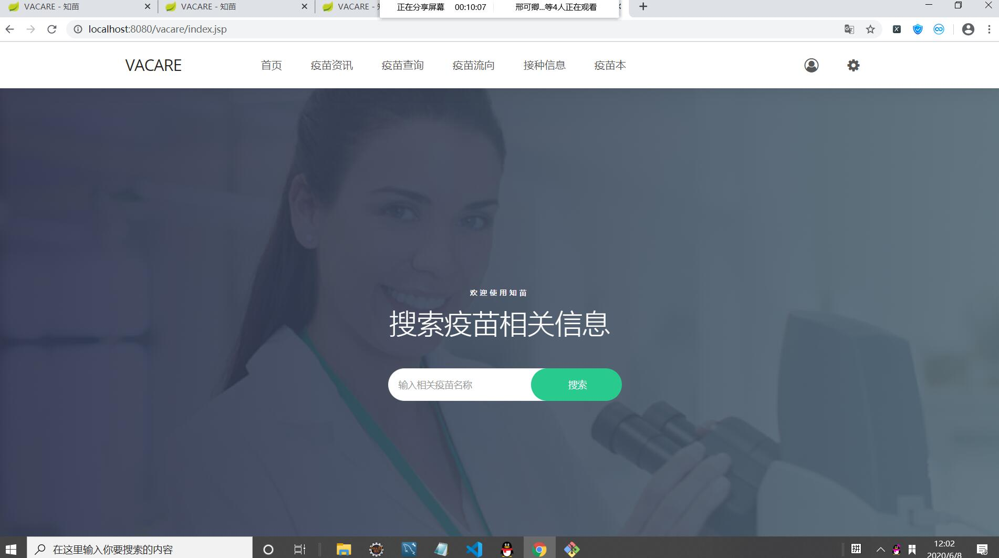 VACARE - 知苗
VACARE - 知苗
VACARE -
正在分享屏幕 00:10:07 邢可卿...等4人正在观看
localhost:8080/vacare/index.jsp
VACARE 首页 疫苗资讯 疫苗查询 疫苗流向 接种信息 疫苗本
欢迎使用知苗
搜索疫苗相关信息
输入相关疫苗名称 搜索
在这里输入你要搜索的内容
拼
12:02
2020/6/8